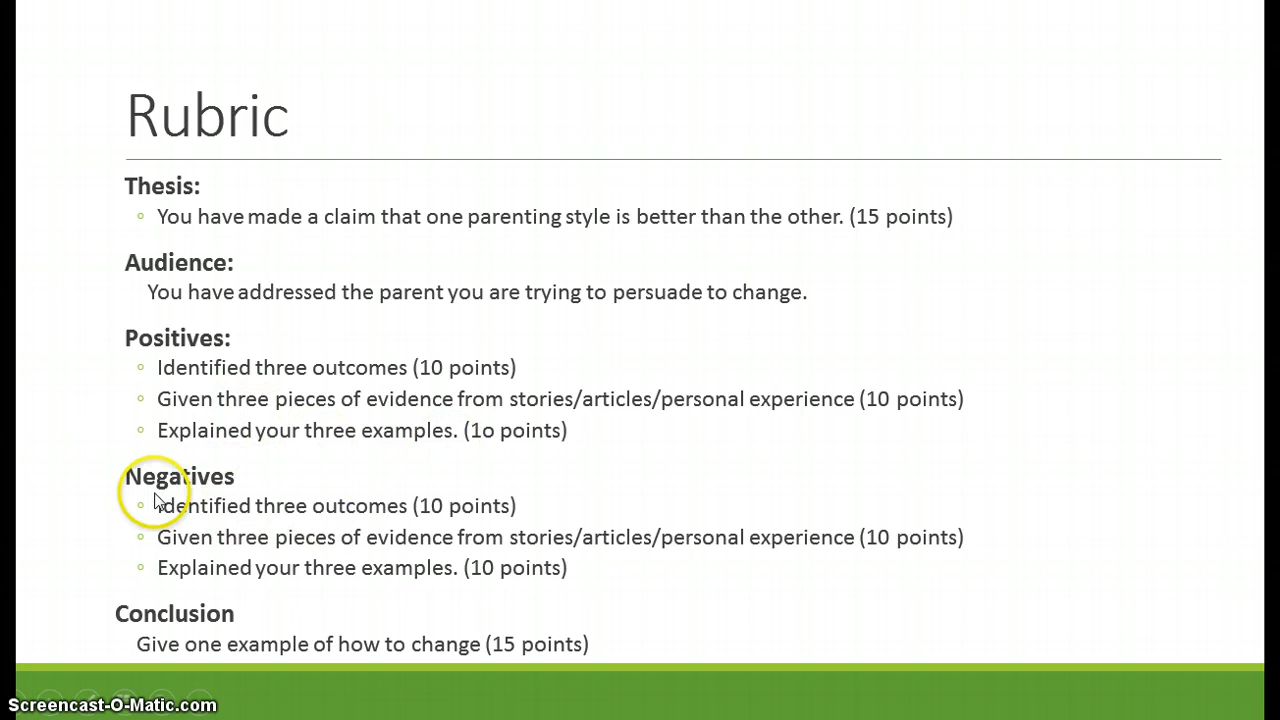 Rubric
Thesis:
You have made a claim that one parenting style is better than the other. (15 points)
Audience:
You have addressed the parent you are trying to persuade to change.
Positives:
Identified three outcomes (10 points)
Given three pieces of evidence from stories/articles/personal experience (10 points)
Explained your three examples. (1o points)
Negatives
Identified three outcomes (10 points)
Given three pieces of evidence from stories/articles/personal experience (10 points)
Explained your three examples. (10 points)
Conclusion
Give one example of how to change (15 points)
Screencast-O-Matic.com